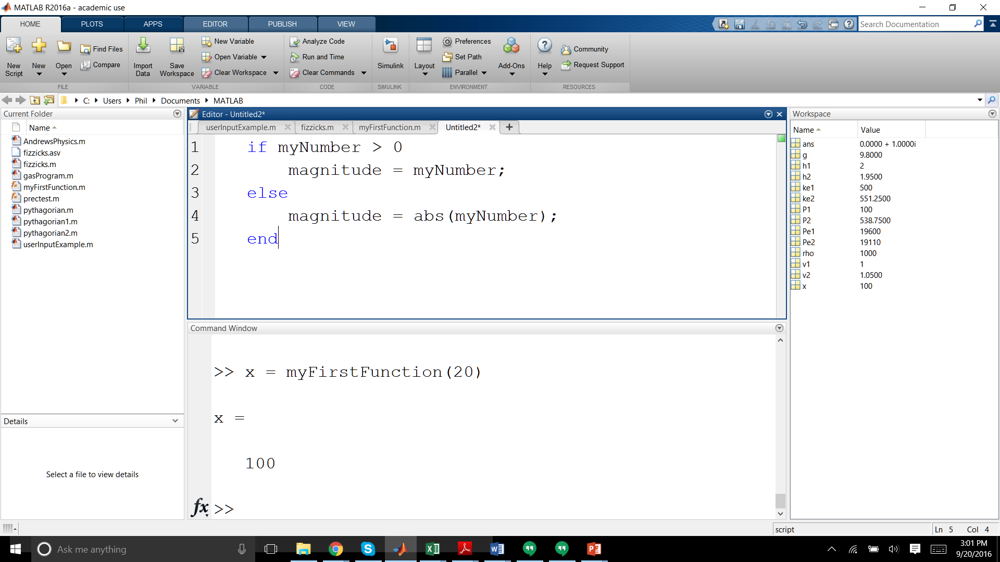 MATLAB R2016a - academic use
HOME PLOTS APPS EDITOR PUBLISH VIEW
Search Documentation
New Script
New
Open
Find Files
Compare
FILE
Import Data
Save Workspace
New Variable
Open Variable
Clear Workspace
VARIABLE
Analyze Code
Run and Time
Clear Commands
CODE
Simulink
SIMULINK
Layout
Preferences
Set Path
Parallel
Add-Ons
ENVIRONMENT
Help
Community
Request Support
RESOURCES
C: Users Phil Documents MATLAB
Current Folder
Name
AndrewsPhysics.m
fizzicks.asv
fizzicks.m
gasProgram.m
myFirstFunction.m
prectest.m
pythagorian.m
pythagorian1.m
pythagorian2.m
userInputExample.m
Details
Select a file to view details
Editor - Untitled2*
userInputExample.m fizzicks.m myFirstFunction.m Untitled2* +
1 if myNumber > 0
2 magnitude = myNumber;
3 else
4 magnitude = abs(myNumber);
5 end
Command Window
>> x = myFirstFunction(20)
x =
100
fx >>
Workspace
Name Value
ans 0.0000 + 1.0000i
g 9.8000
h1 2
h2 1.9500
ke1 500
ke2 551.2500
P1 100
P2 538.7500
Pe1 19600
Pe2 19110
rho 1000
v1 1
v2 1.0500
x 100
script Ln 5 Col 4
Ask me anything
3:01 PM
9/20/2016